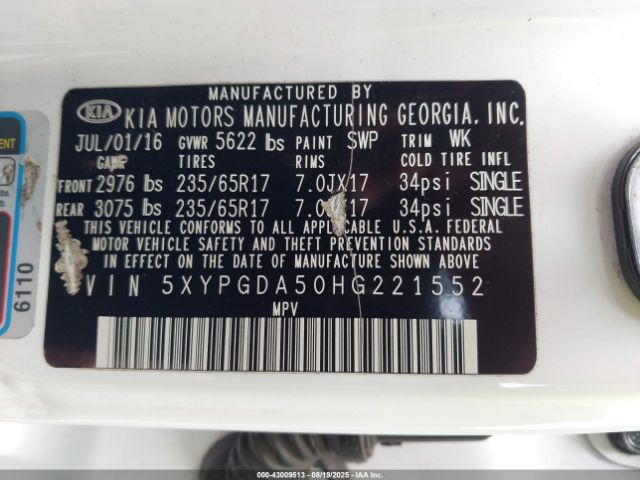 MANUFACTURED BY
KIA KIA MOTORS MANUFACTURING GEORGIA, INC.
JUL/01/16 GVWR 5622 lbs PAINT SWP TRIM WK
GAWR TIRES RIMS COLD TIRE INFL
FRONT 2976 lbs 235/65R17 7.0JX17 34psi SINGLE
REAR 3075 lbs 235/65R17 7.0JX17 34psi SINGLE
THIS VEHICLE CONFORMS TO ALL APPLICABLE U.S.A. FEDERAL
MOTOR VEHICLE SAFETY AND THEFT PREVENTION STANDARDS
IN EFFECT ON THE DATE OF MANUFACTURE SHOWN ABOVE.
VIN 5XYPGDA50HG221552
MPV
6110
000-43009513 - 08/19/2025 - IAA Inc.